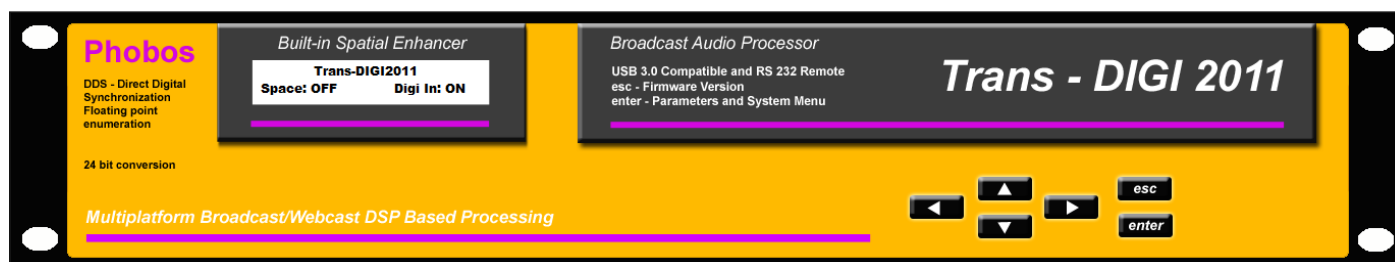 Phobos
DDS - Direct Digital
Synchronization
Floating point
enumeration
24 bit conversion
Built-in Spatial Enhancer
Trans-DIGI2011
Space: OFF Digi In: ON
Broadcast Audio Processor
USB 3.0 Compatible and RS 232 Remote
esc - Firmware Version
enter - Parameters and System Menu
Trans - DIGI 2011
Multiplatform Broadcast/Webcast DSP Based Processing
esc
enter